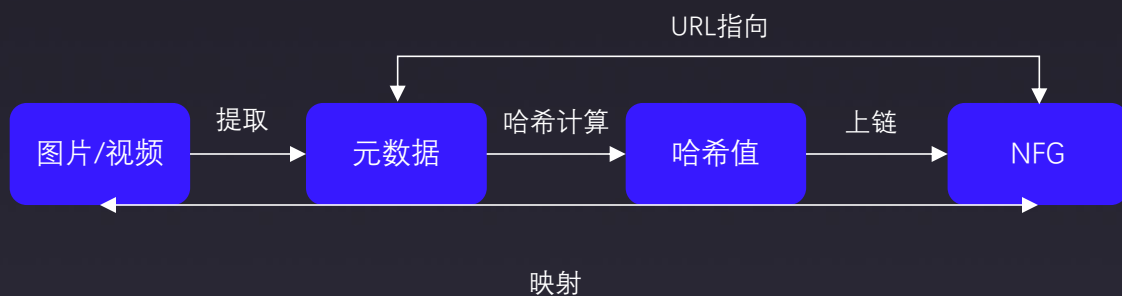 URL指向
图片/视频
提取
元数据
哈希计算
哈希值
上链
NFG
映射